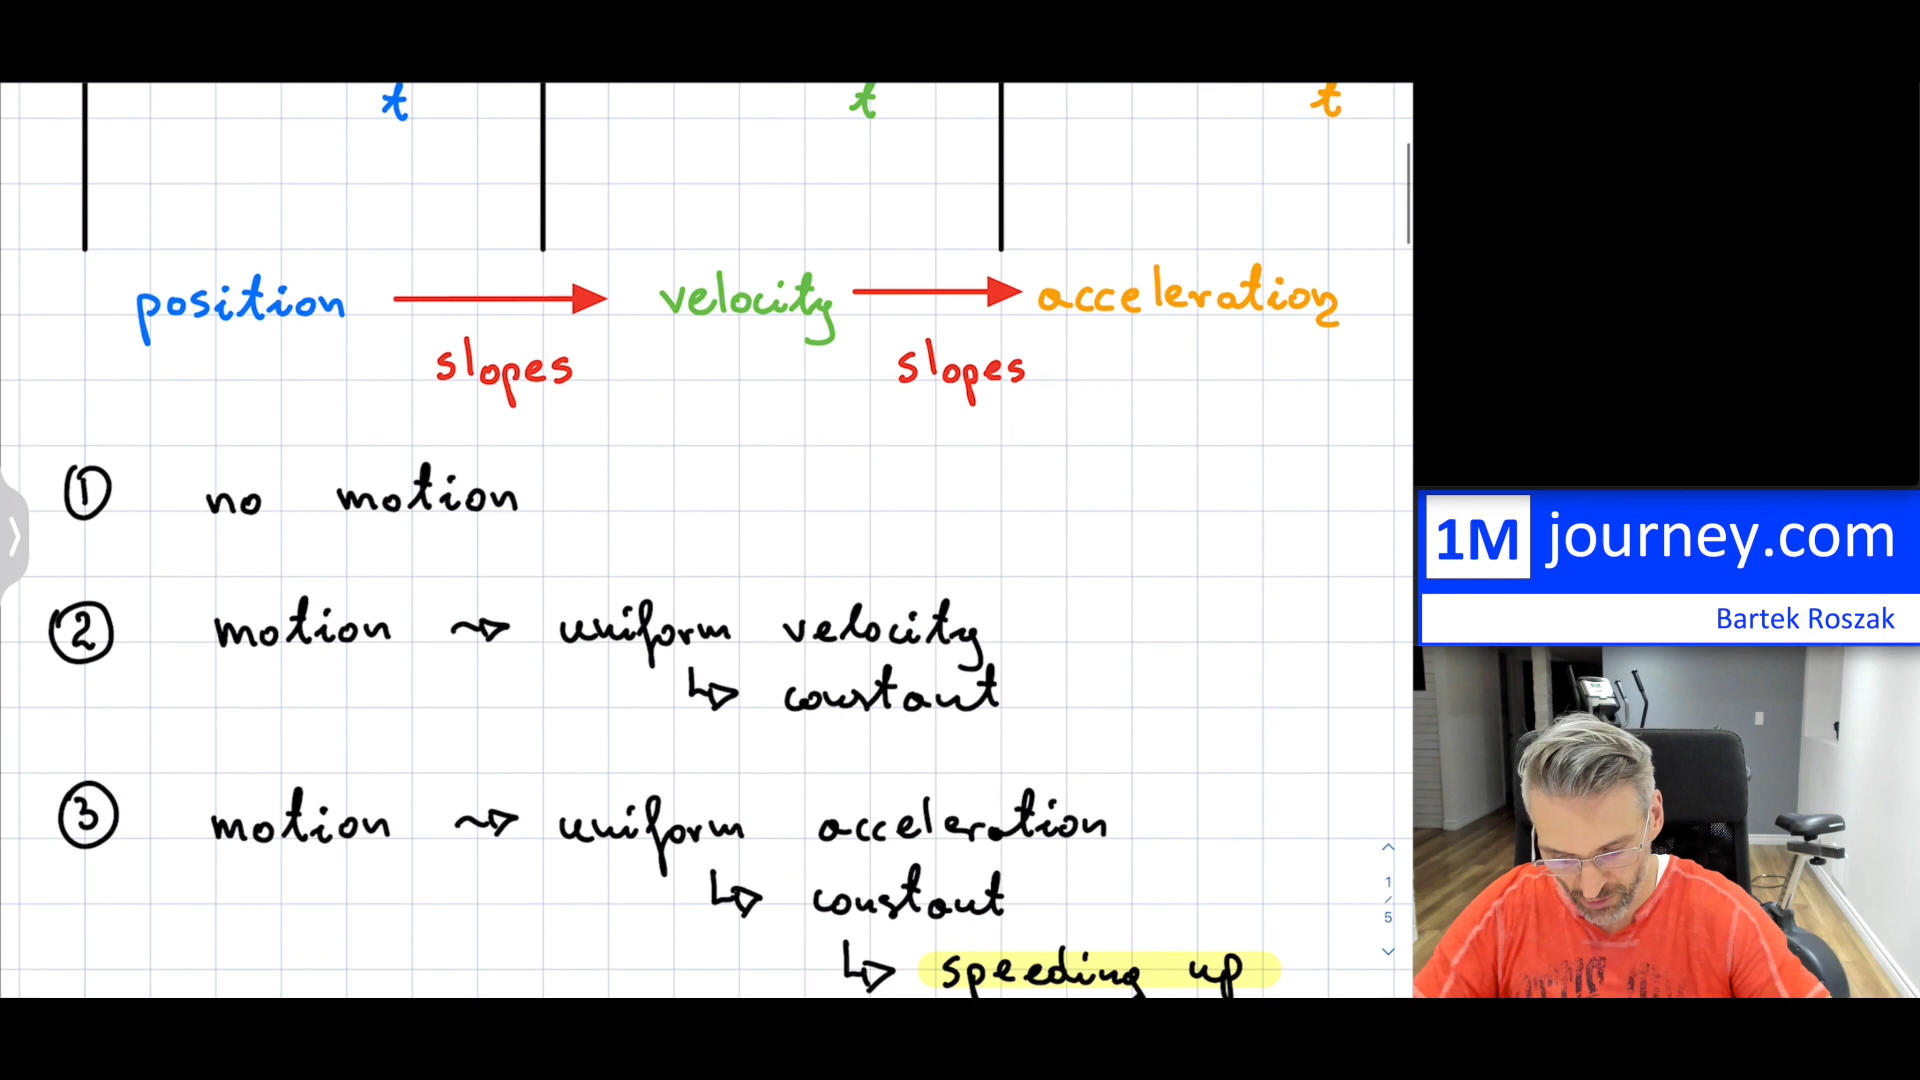 t t t
position velocity acceleration
slopes slopes
1 no motion
2 motion uniform velocity
constant
3 motion uniform acceleration
constant
speeding up
1
5
1M journey.com
Bartek Roszak